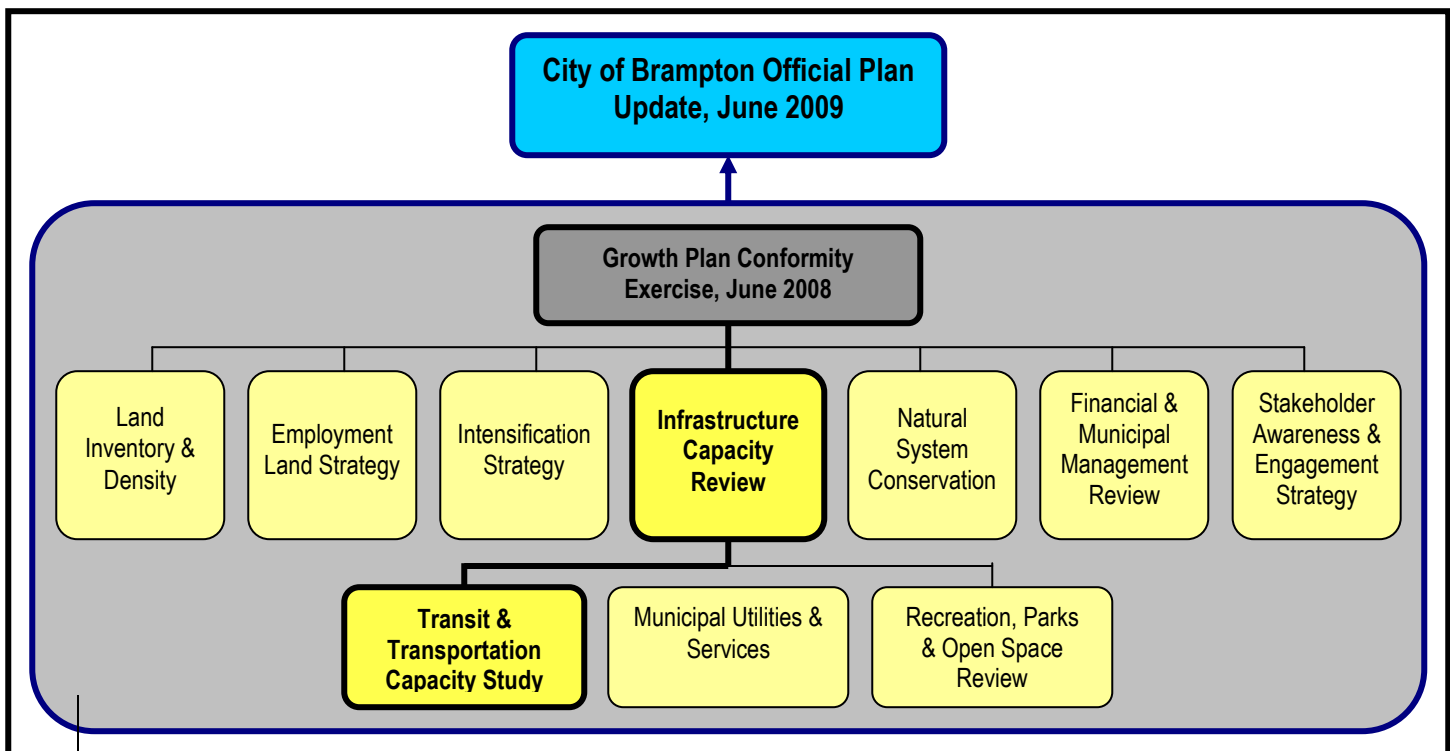 City of Brampton Official Plan
Update, June 2009
Growth Plan Conformity
Exercise, June 2008
Land
Inventory &
Density
Employment
Land Strategy
Intensification
Strategy
Infrastructure
Capacity
Review
Natural
System
Conservation
Financial &
Municipal
Management
Review
Stakeholder
Awareness &
Engagement
Strategy
Transit &
Transportation
Capacity Study
Municipal Utilities &
Services
Recreation, Parks
& Open Space
Review